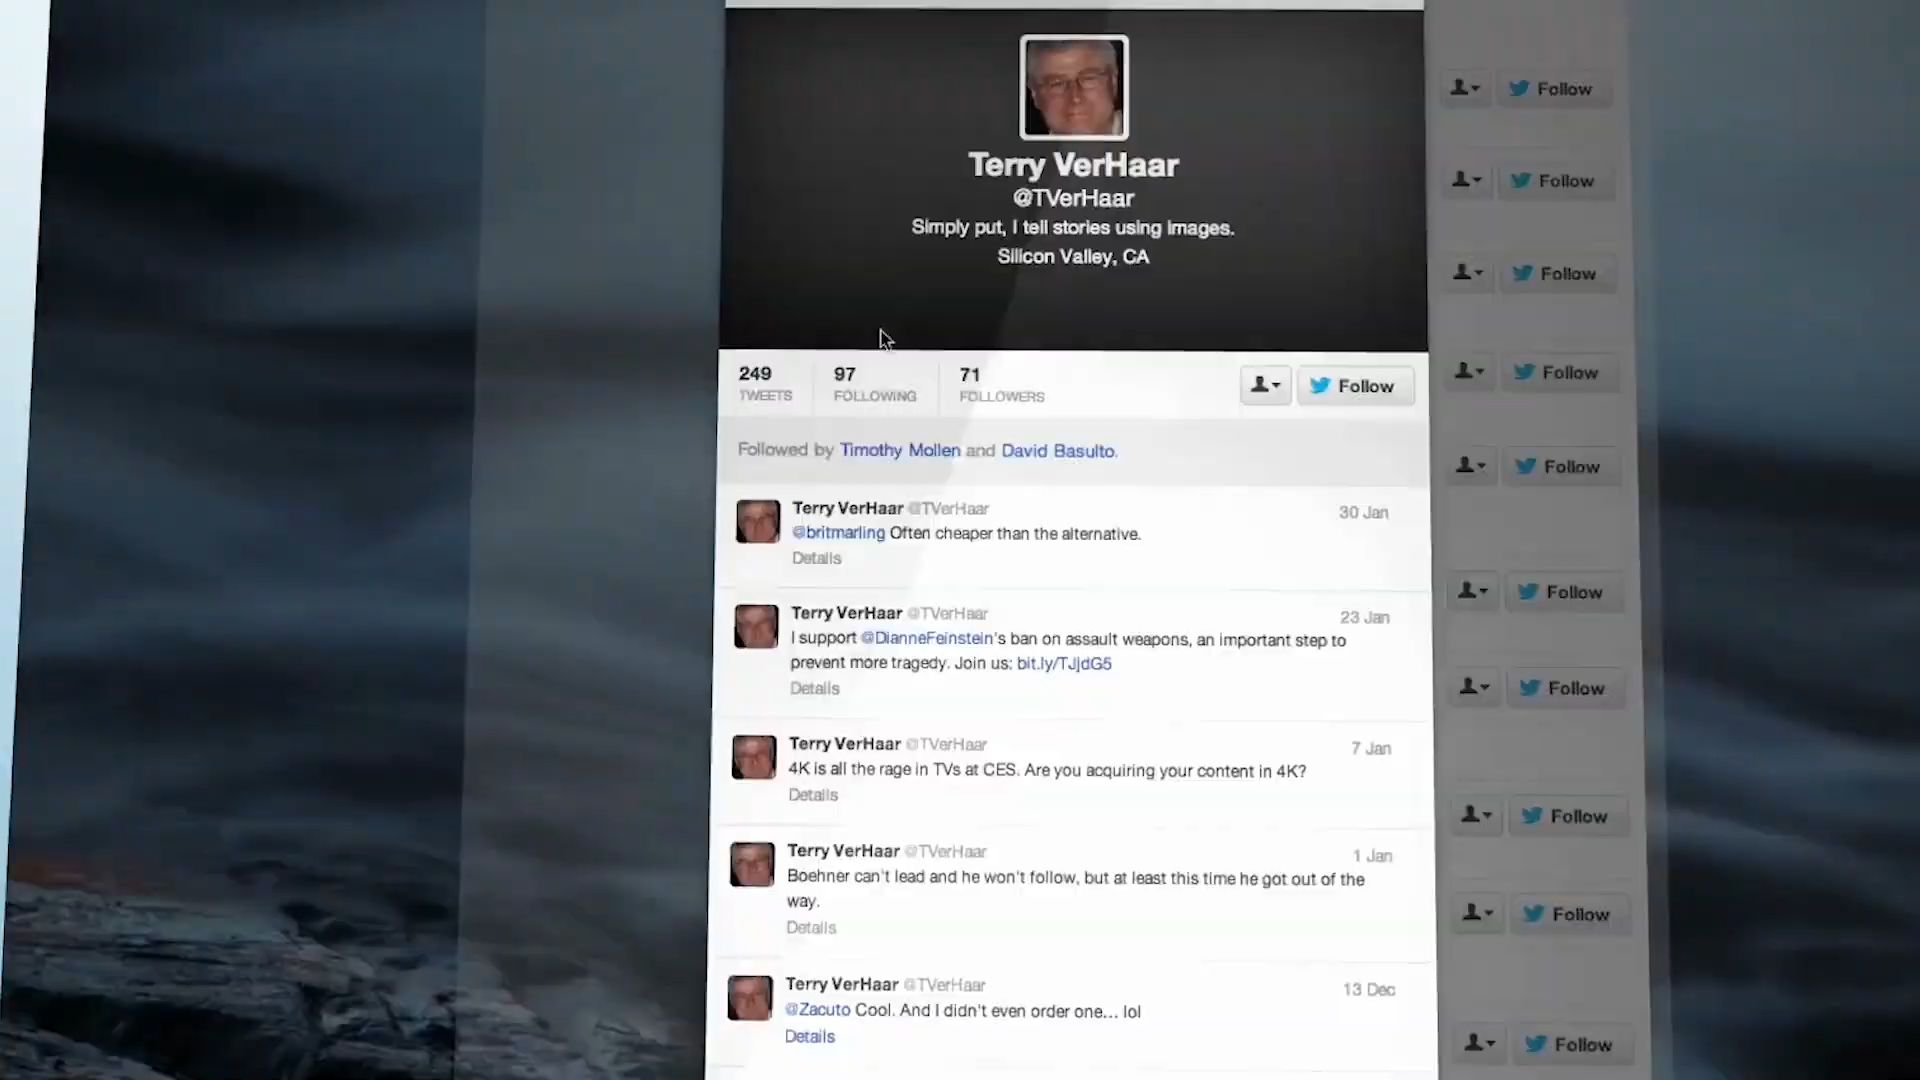 Terry VerHaar
@TVerHaar
Simply put, I tell stories using images.
Silicon Valley, CA
249 TWEETS
97 FOLLOWING
71 FOLLOWERS
Follow
Followed by Timothy Mollen and David Basulto.
Terry VerHaar @TVerHaar 30 Jan
@britmarling Often cheaper than the alternative.
Details
Terry VerHaar @TVerHaar 23 Jan
I support @DianneFeinstein's ban on assault weapons, an important step to
prevent more tragedy. Join us: bit.ly/TJjdG5
Details
Terry VerHaar @TVerHaar 7 Jan
4K is all the rage in TVs at CES. Are you acquiring your content in 4K?
Details
Terry VerHaar @TVerHaar 1 Jan
Boehner can't lead and he won't follow, but at least this time he got out of the
way.
Details
Terry VerHaar @TVerHaar 13 Dec
@Zacuto Cool. And I didn't even order one... lol
Details
Follow
Follow
Follow
Follow
Follow
Follow
Follow
Follow
Follow
Follow